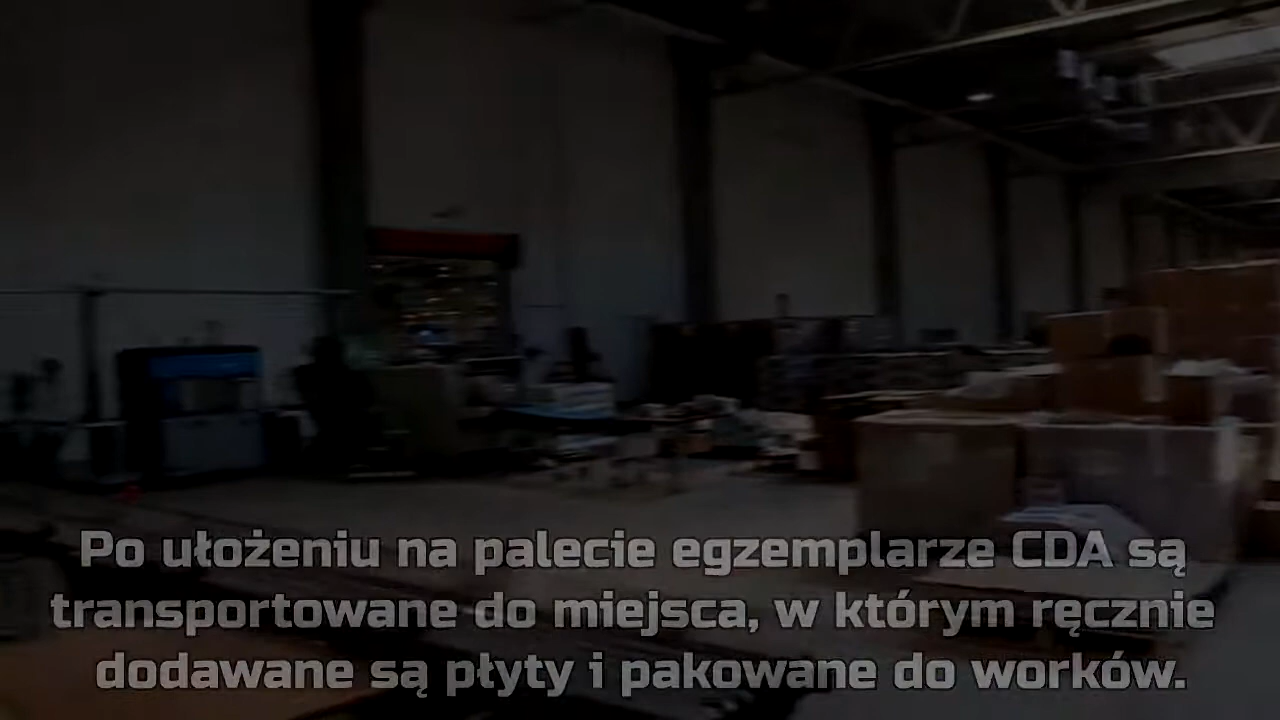 Po ułożeniu na palecie egzemplarze CDA są
transportowane do miejsca, w którym ręcznie
dodawane są płyty i pakowane do worków.